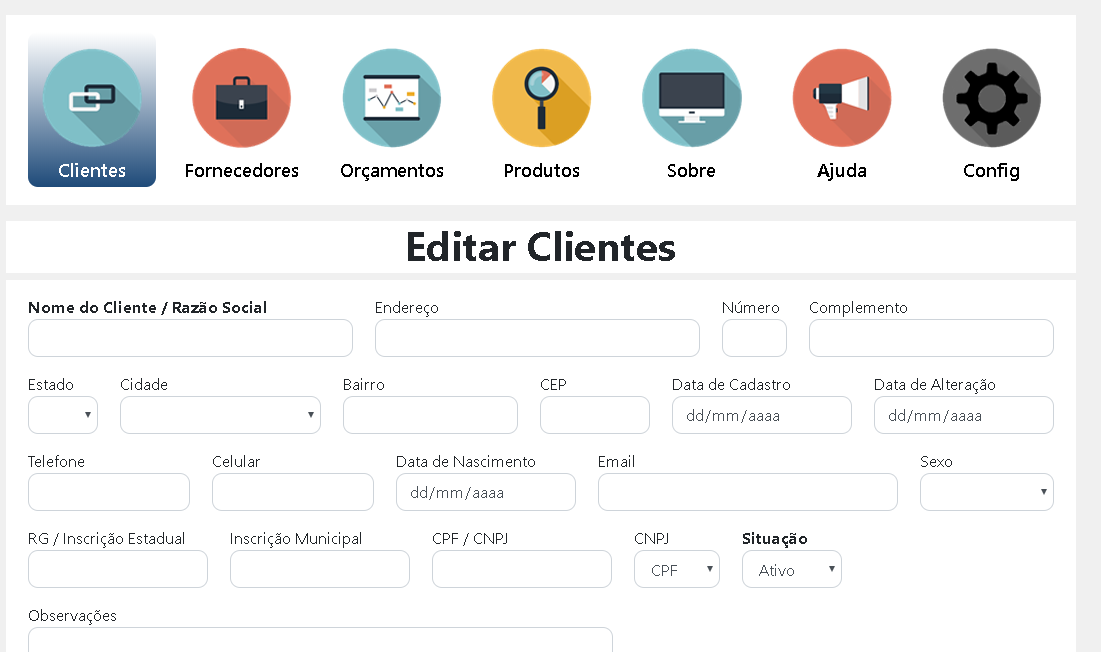 Clientes Fornecedores Orçamentos Produtos Sobre Ajuda Config
Editar Clientes
Nome do Cliente / Razão Social Endereço Número Complemento
Estado Cidade Bairro CEP Data de Cadastro Data de Alteração
dd/mm/aaaa dd/mm/aaaa
Telefone Celular Data de Nascimento Email Sexo
dd/mm/aaaa
RG / Inscrição Estadual Inscrição Municipal CPF / CNPJ CNPJ Situação
CPF Ativo
Observações